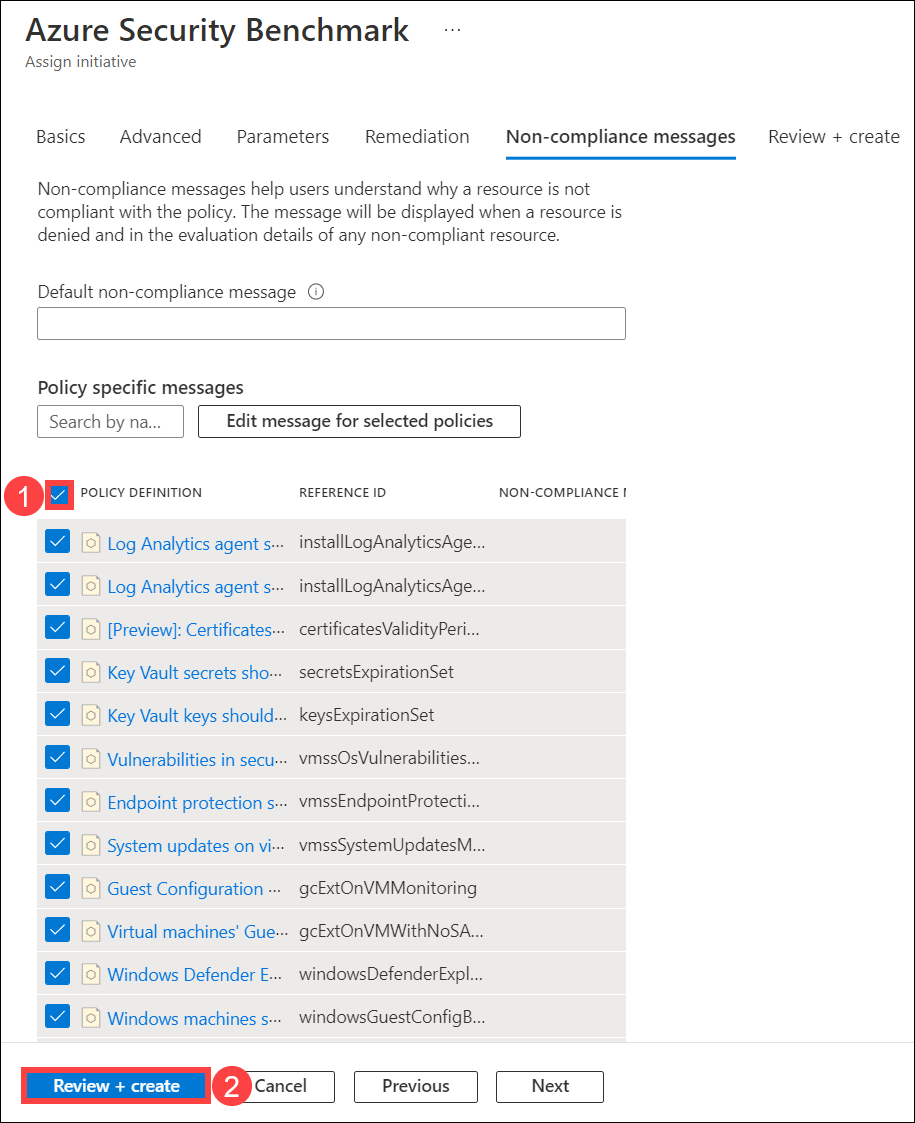 Azure Security Benchmark ...
Assign initiative
Basics Advanced Parameters Remediation Non-compliance messages Review + create
Non-compliance messages help users understand why a resource is not
compliant with the policy. The message will be displayed when a resource is
denied and in the evaluation details of any non-compliant resource.
Default non-compliance message
Policy specific messages
Search by na... Edit message for selected policies
1 POLICY DEFINITION REFERENCE ID NON-COMPLIANCE
Log Analytics agent s... installLogAnalyticsAge...
Log Analytics agent s... installLogAnalyticsAge...
[Preview]: Certificates... certificatesValidityPeri...
Key Vault secrets sho... secretsExpirationSet
Key Vault keys should... keysExpirationSet
Vulnerabilities in secu... vmssOsVulnerabilities...
Endpoint protection s... vmssEndpointProtecti...
System updates on vi... vmssSystemUpdatesM...
Guest Configuration ... gcExtOnVMMonitoring
Virtual machines' Gue... gcExtOnVMWithNoSA...
Windows Defender E... windowsDefenderExpl...
Windows machines s... windowsGuestConfigB...
Review + create 2 Cancel Previous Next